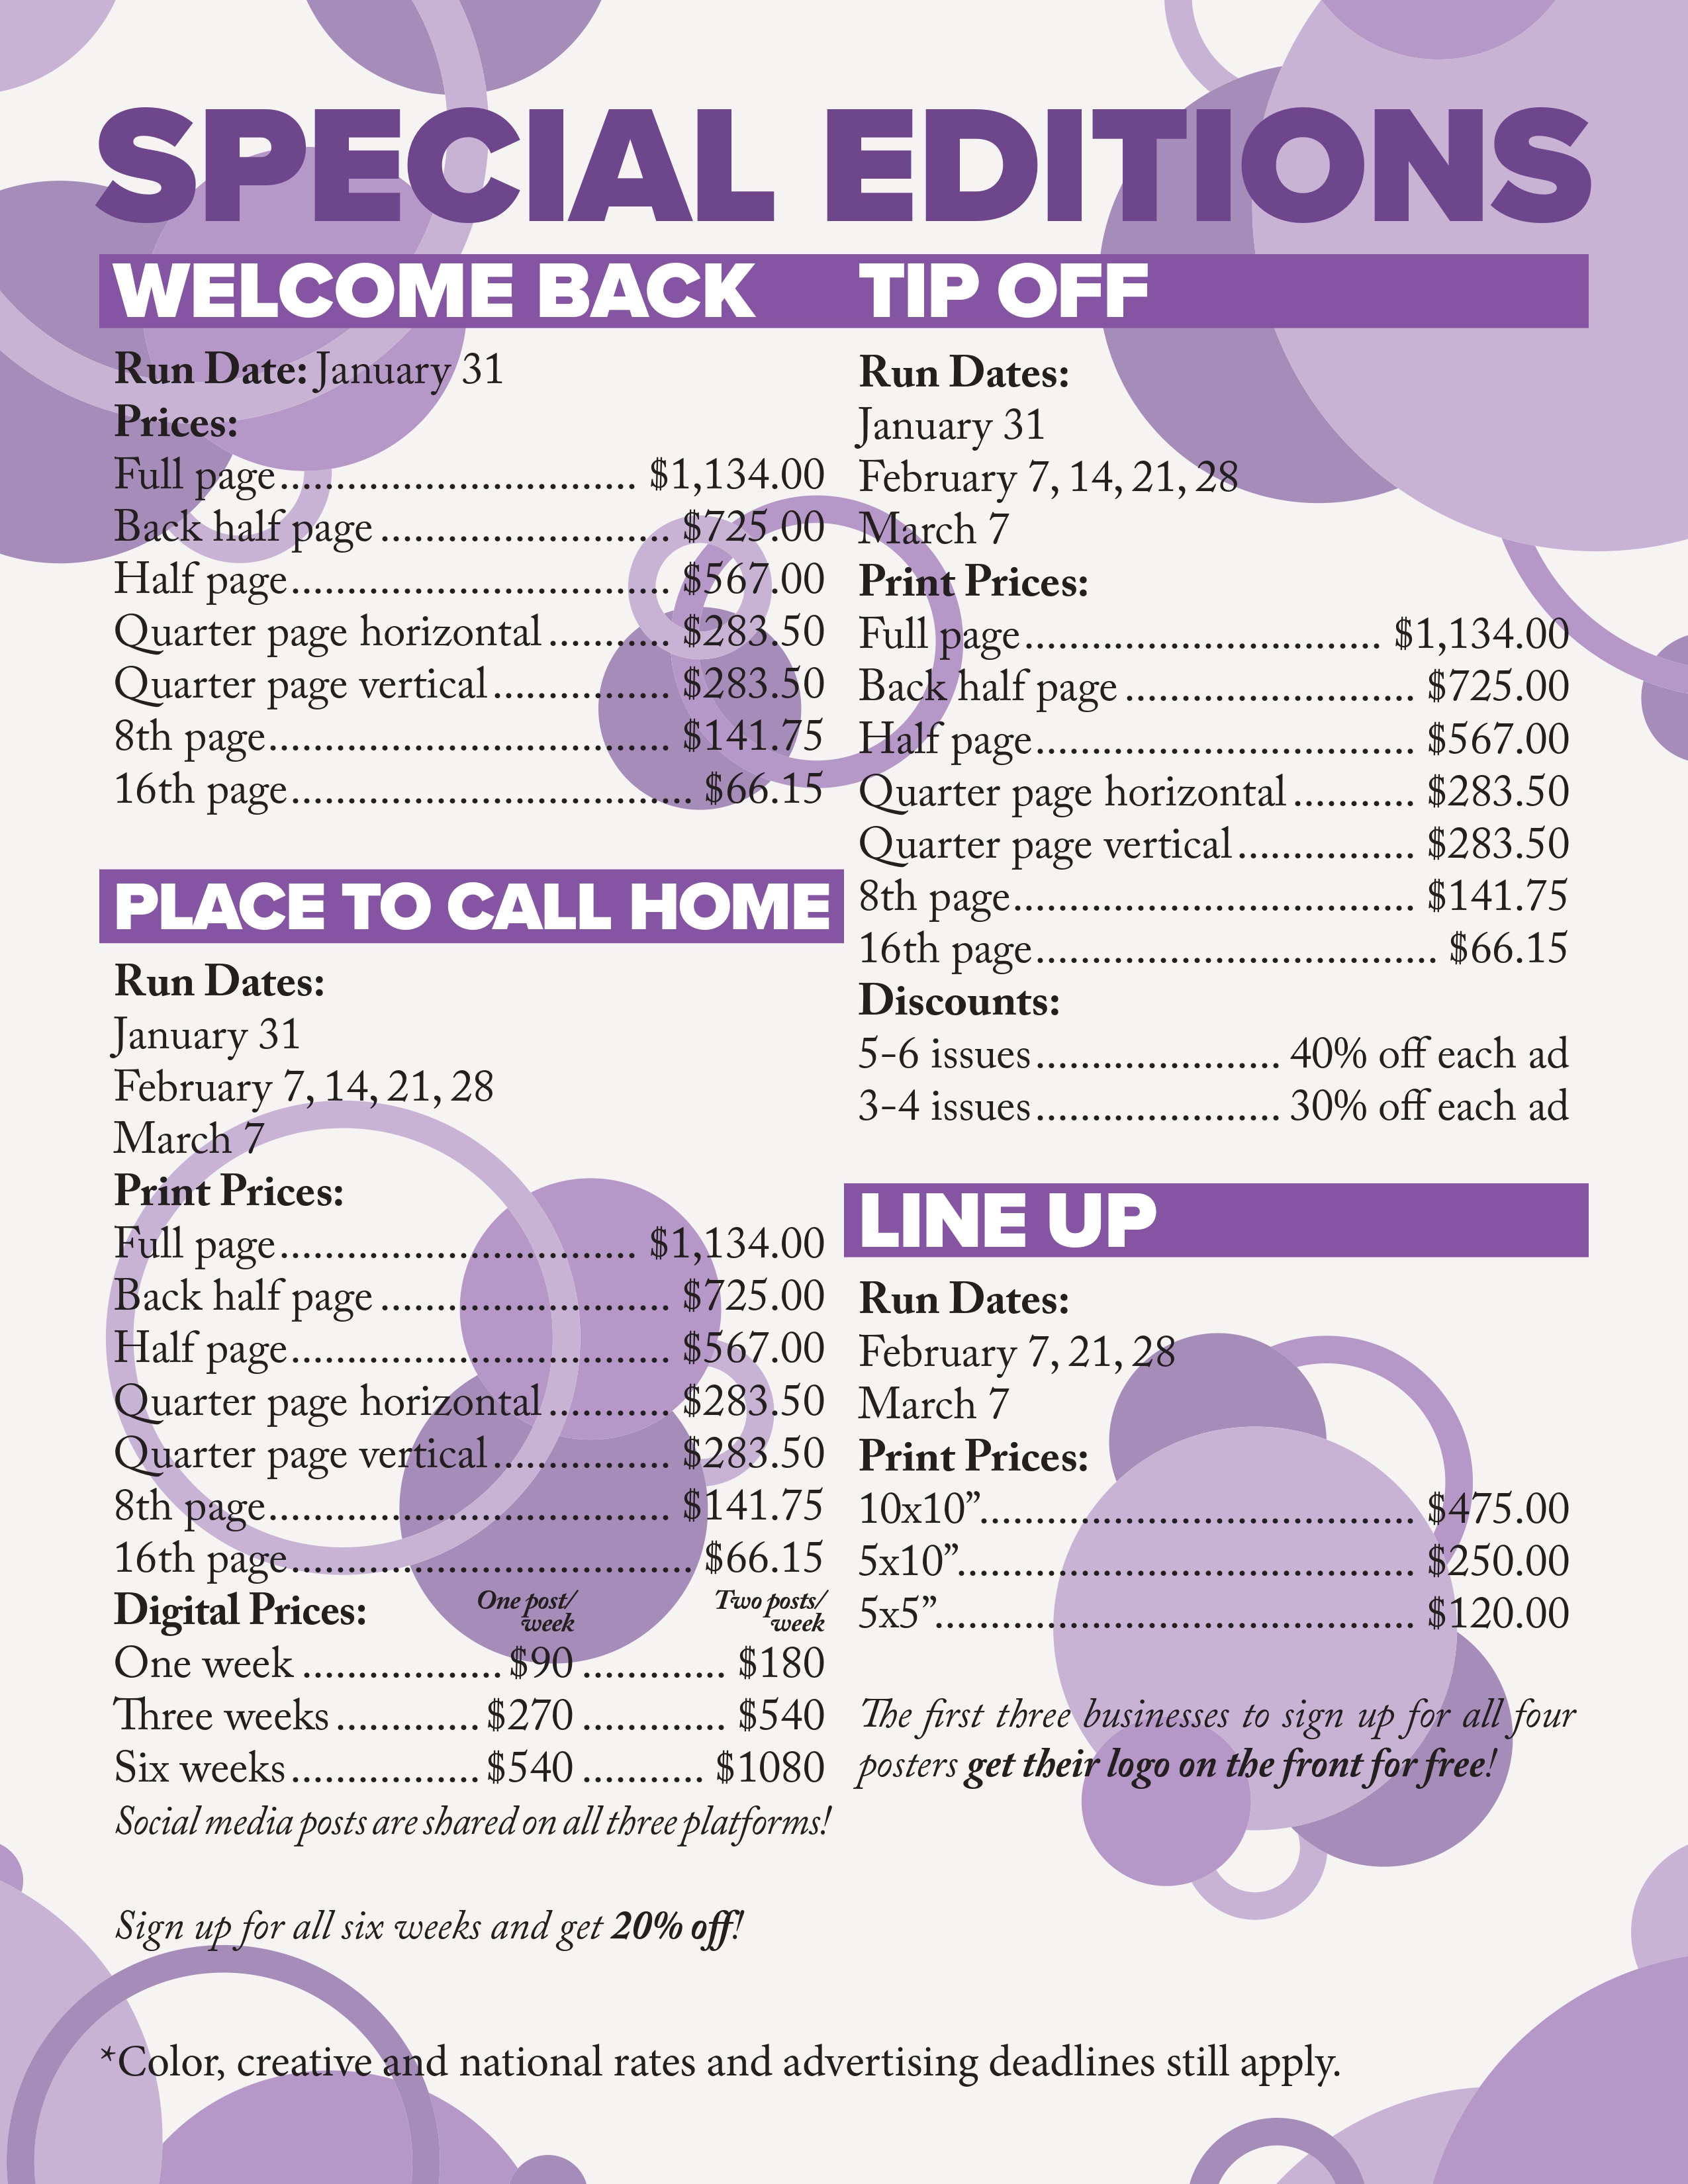 SPECIAL EDITIONS
WELCOME BACK
Run Date: January 31
Prices:
Full page................................ $1,134.00
Back half page .......................... $725.00
Half page.................................. $567.00
Quarter page horizontal........... $283.50
Quarter page vertical................ $283.50
8th page.................................... $141.75
16th page.................................... $66.15
PLACE TO CALL HOME
Run Dates:
January 31
February 7, 14, 21, 28
March 7
Print Prices:
Full page................................ $1,134.00
Back half page .......................... $725.00
Half page.................................. $567.00
Quarter page horizontal........... $283.50
Quarter page vertical................ $283.50
8th page.................................... $141.75
16th page.................................... $66.15
Digital Prices: One post/ week Two posts/ week
One week ..................$90 ............. $180
Three weeks .............$270 ............. $540
Six weeks.................$540 ........... $1080
Social media posts are shared on all three platforms!
Sign up for all six weeks and get 20% off!
TIP OFF
Run Dates:
January 31
February 7, 14, 21, 28
March 7
Print Prices:
Full page................................ $1,134.00
Back half page .......................... $725.00
Half page.................................. $567.00
Quarter page horizontal........... $283.50
Quarter page vertical................ $283.50
8th page.................................... $141.75
16th page.................................... $66.15
Discounts:
5-6 issues...................... 40% off each ad
3-4 issues...................... 30% off each ad
LINE UP
Run Dates:
February 7, 21, 28
March 7
Print Prices:
10x10”....................................... $475.00
5x10”......................................... $250.00
5x5”........................................... $120.00
The first three businesses to sign up for all four
posters get their logo on the front for free!
*Color, creative and national rates and advertising deadlines still apply.